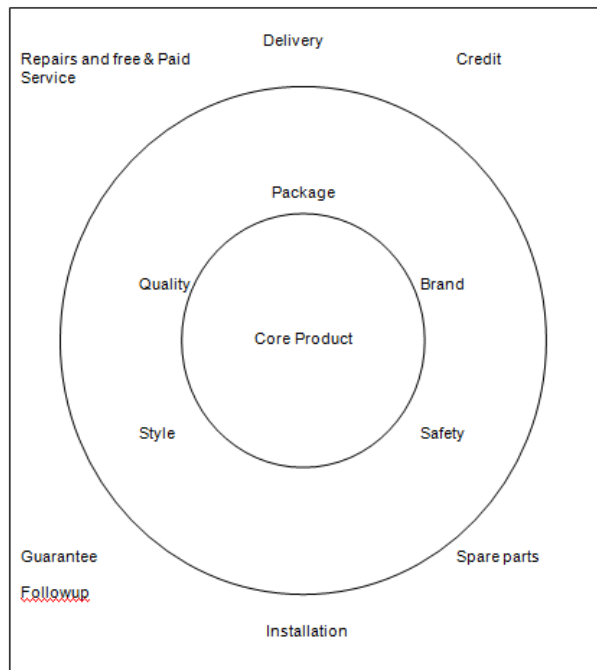 Delivery
Repairs and free & Paid
Service
Credit
Package
Quality
Brand
Core Product
Style
Safety
Guarantee
Spare parts
Followup
Installation